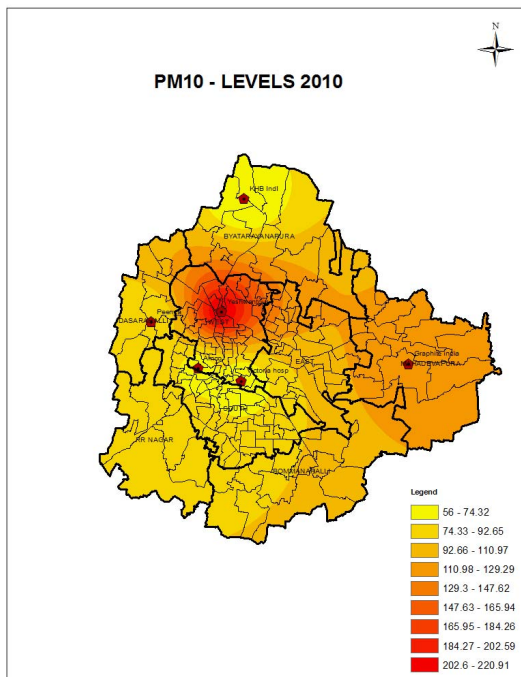 N
PM10 - LEVELS 2010
KHB Indl
BYATARAYANAPURA
Peenya
DASARAHALLI
Graphite India
MAHADEVAPURA
EAST
Victoria hosp
SOUTH
RR NAGAR
BOMMANAHALLI
Legend
56 - 74.32
74.33 - 92.65
92.66 - 110.97
110.98 - 129.29
129.3 - 147.62
147.63 - 165.94
165.95 - 184.26
184.27 - 202.59
202.6 - 220.91